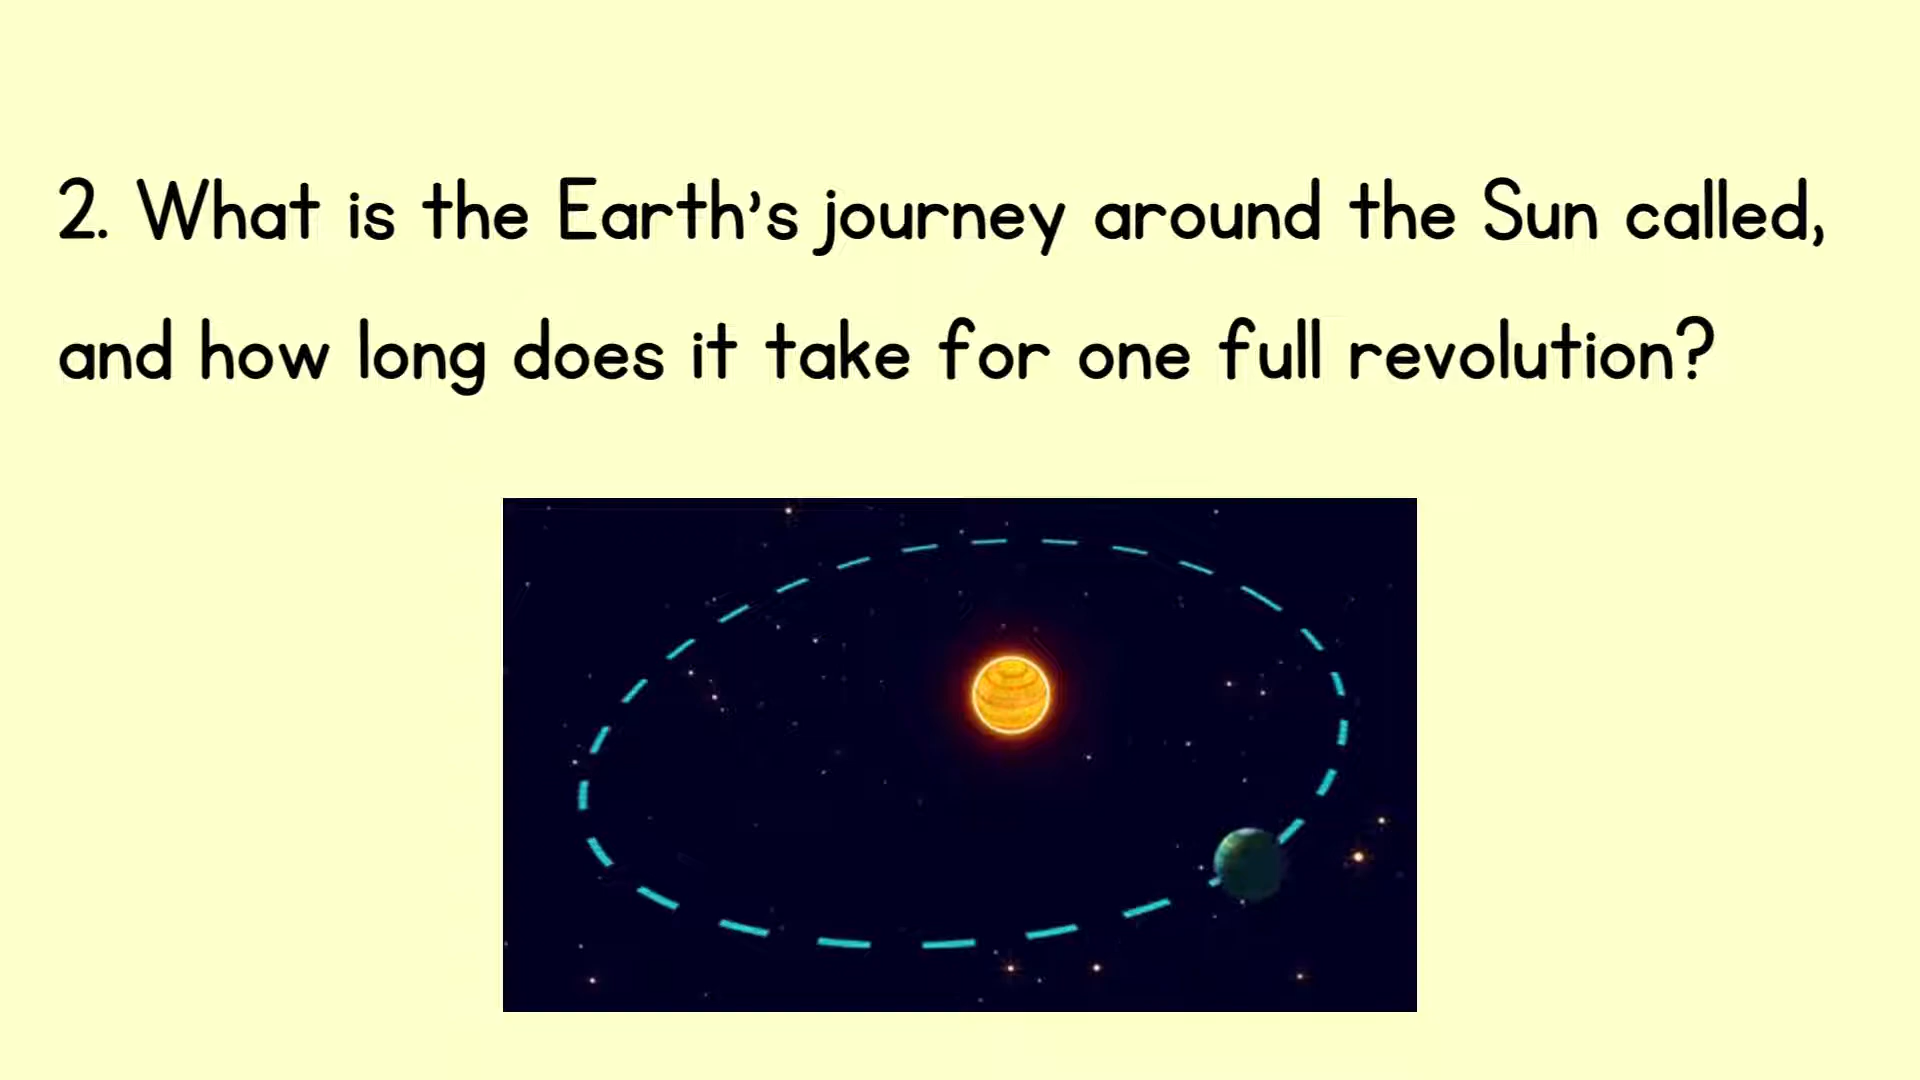 2. What is the Earth's journey around the Sun called,
and how long does it take for one full revolution?